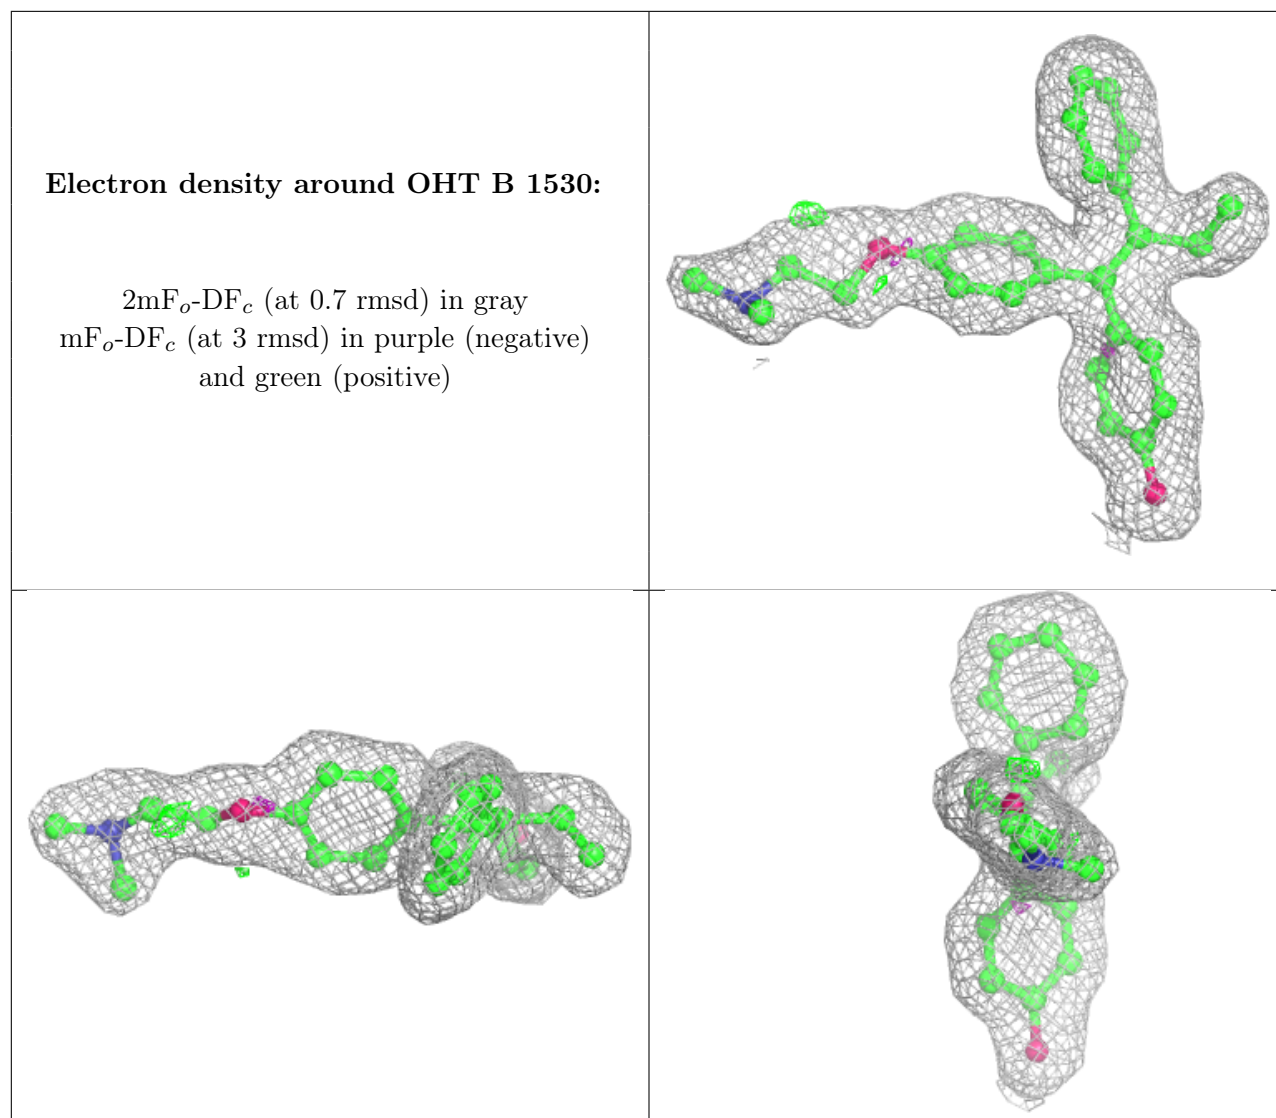 Electron density around OHT B 1530:
2mFo-DFc (at 0.7 rmsd) in gray
mFo-DFc (at 3 rmsd) in purple (negative)
and green (positive)